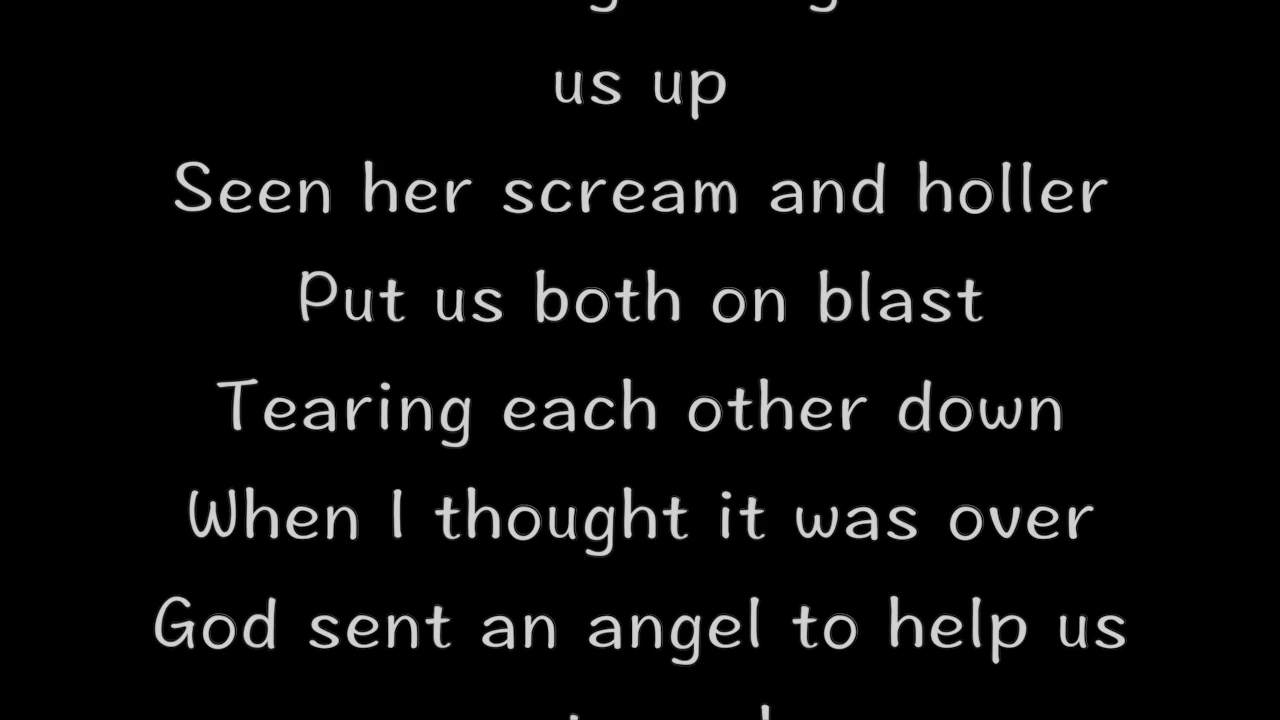 us up
Seen her scream and holler
Put us both on blast
Tearing each other down
When I thought it was over
God sent an angel to help us